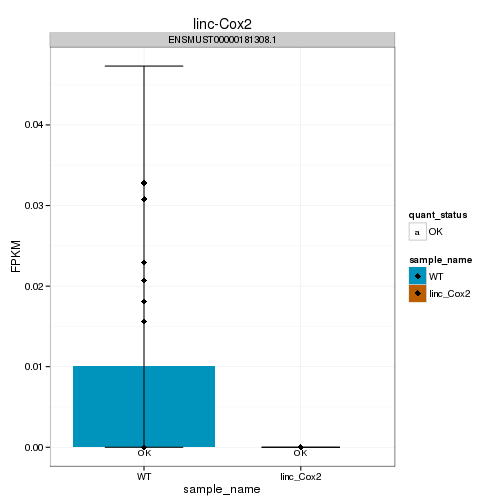 linc-Cox2
ENSMUST00000181308.1
FPKM
0.04
0.03
0.02
0.01
0.00
OK
OK
WT
linc_Cox2
sample_name
quant_status
a OK
sample_name
WT
linc_Cox2